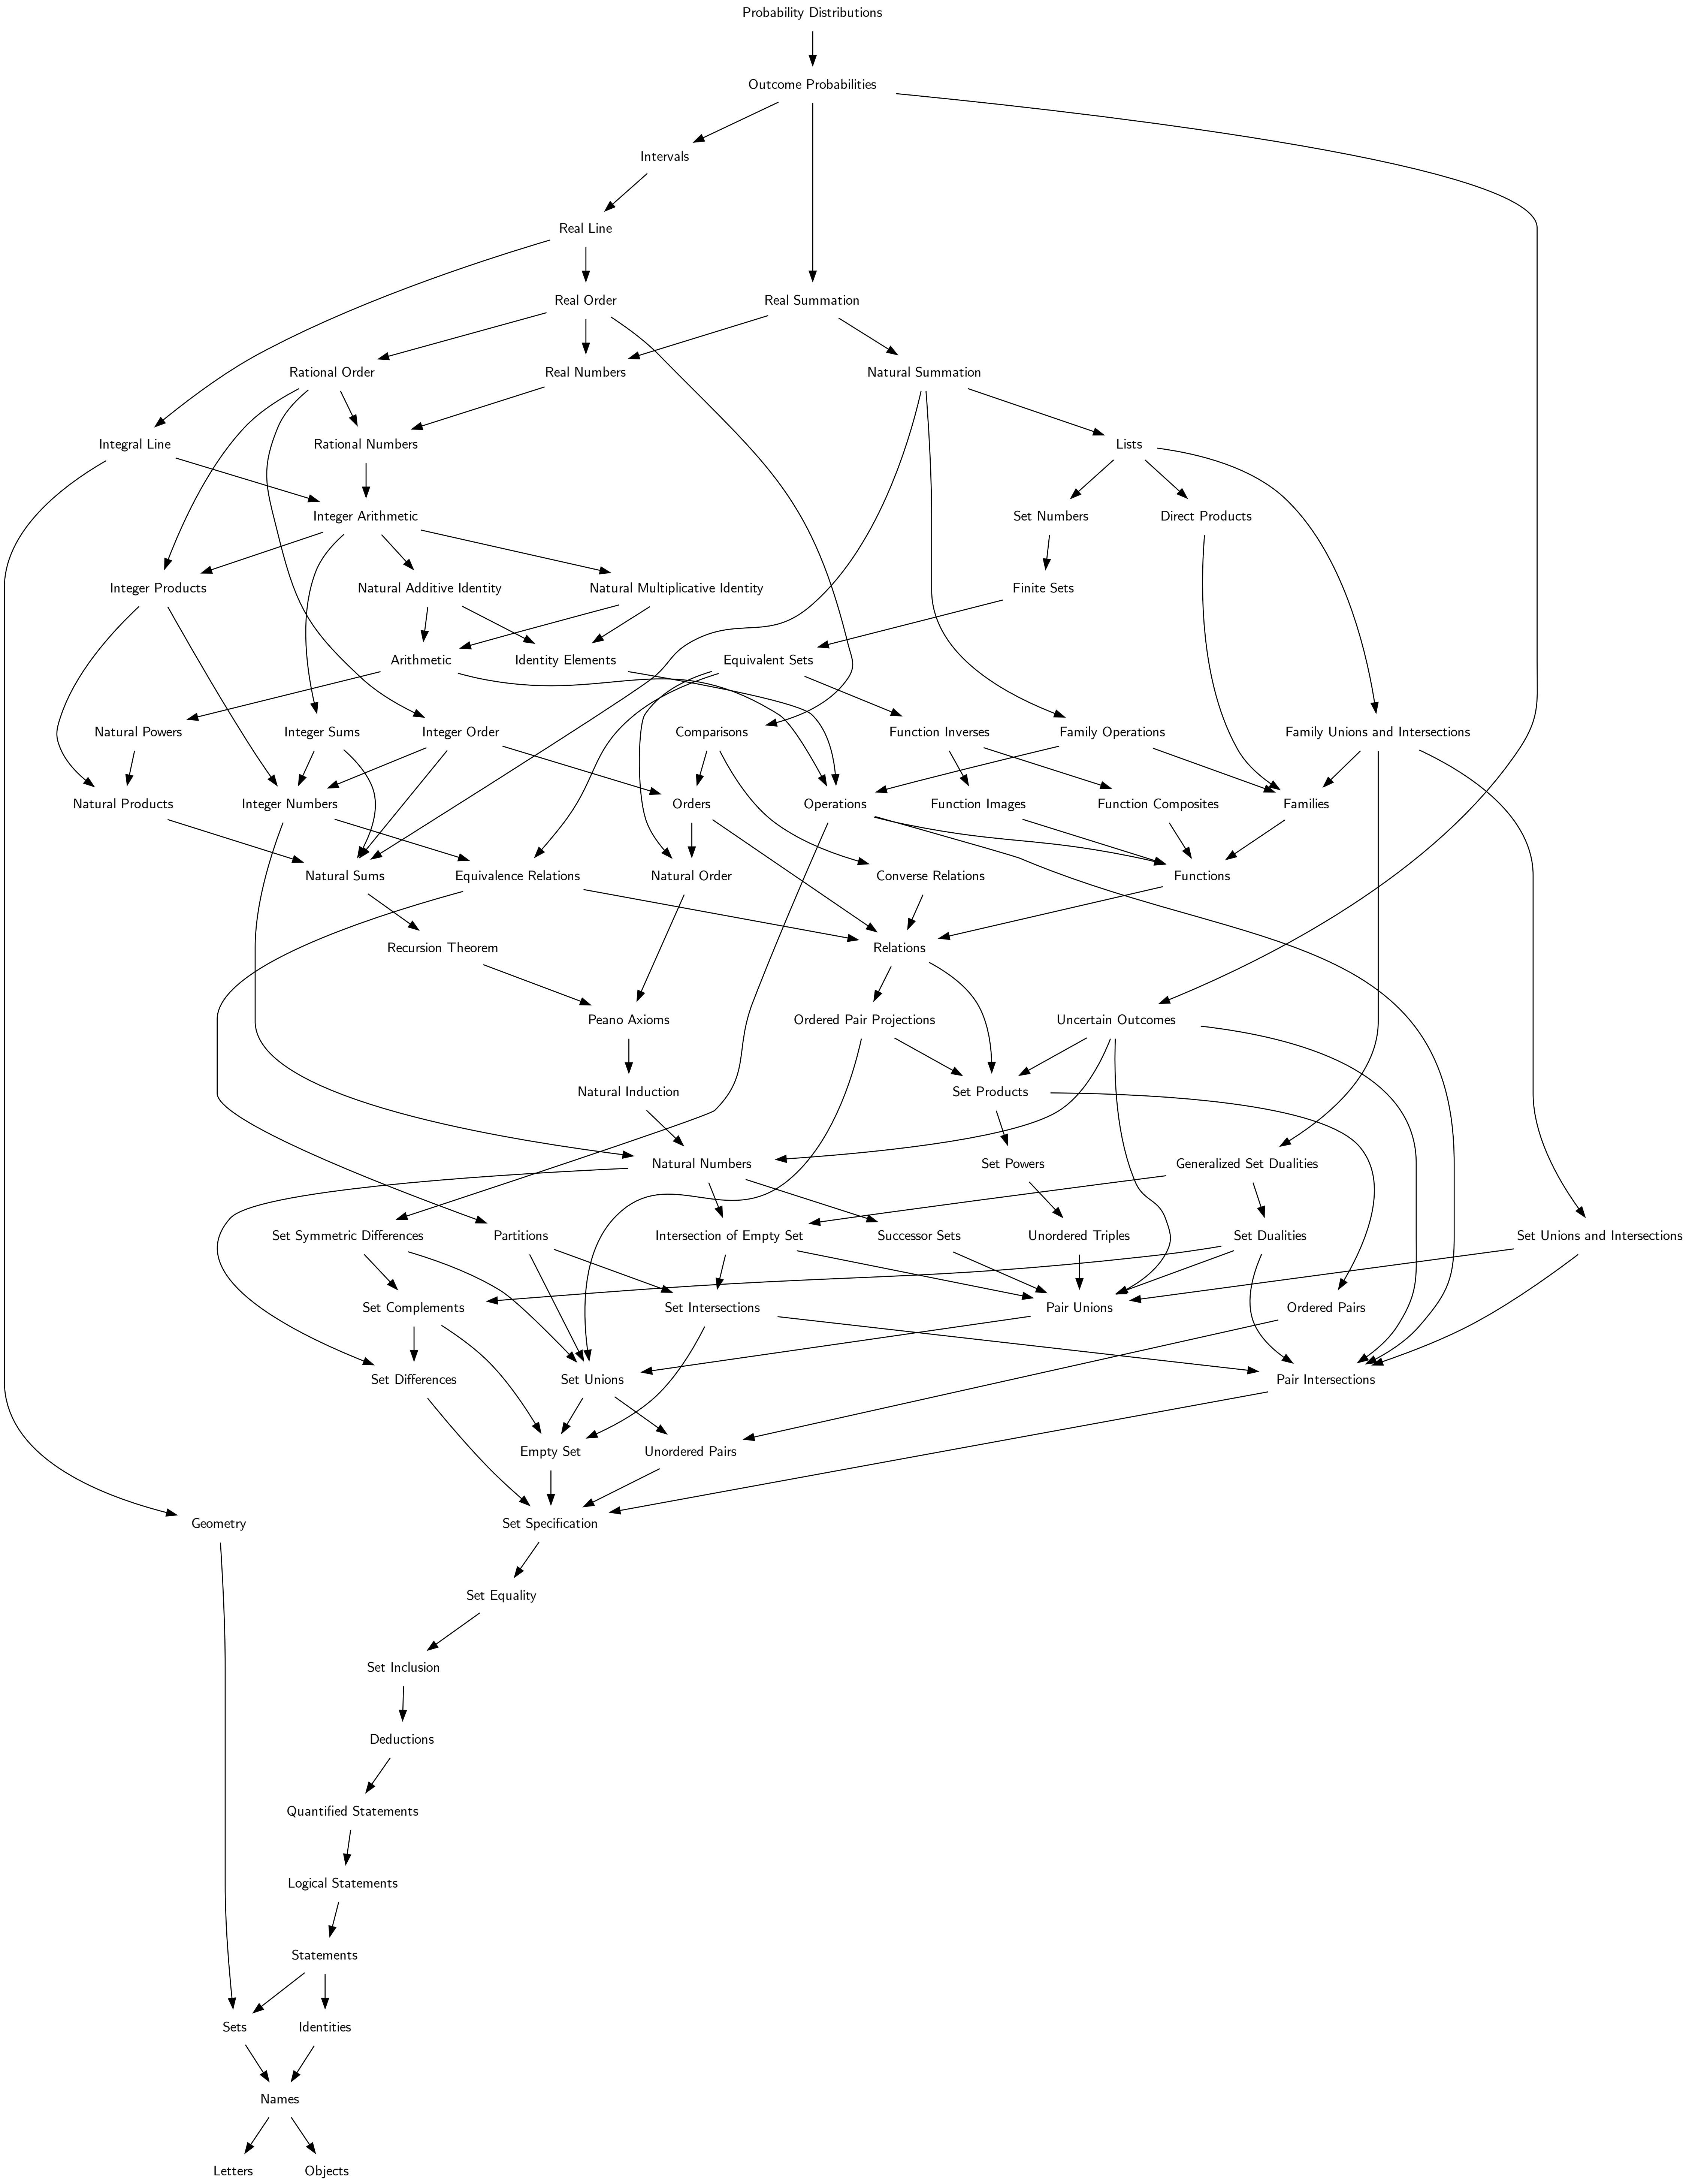 Probability Distributions
Outcome Probabilities
Intervals
Real Line
Real Order
Real Summation
Rational Order
Real Numbers
Natural Summation
Integral Line
Rational Numbers
Lists
Integer Arithmetic
Set Numbers
Direct Products
Integer Products
Natural Additive Identity
Natural Multiplicative Identity
Finite Sets
Arithmetic
Identity Elements
Equivalent Sets
Natural Powers
Integer Sums
Integer Order
Comparisons
Function Inverses
Family Operations
Family Unions and Intersections
Natural Products
Integer Numbers
Orders
Operations
Function Images
Function Composites
Families
Natural Sums
Equivalence Relations
Natural Order
Converse Relations
Functions
Recursion Theorem
Relations
Peano Axioms
Ordered Pair Projections
Uncertain Outcomes
Natural Induction
Set Products
Natural Numbers
Set Powers
Generalized Set Dualities
Set Symmetric Differences
Partitions
Intersection of Empty Set
Successor Sets
Unordered Triples
Set Dualities
Set Unions and Intersections
Set Complements
Set Intersections
Pair Unions
Ordered Pairs
Set Differences
Set Unions
Pair Intersections
Empty Set
Unordered Pairs
Geometry
Set Specification
Set Equality
Set Inclusion
Deductions
Quantified Statements
Logical Statements
Statements
Sets
Identities
Names
Letters
Objects